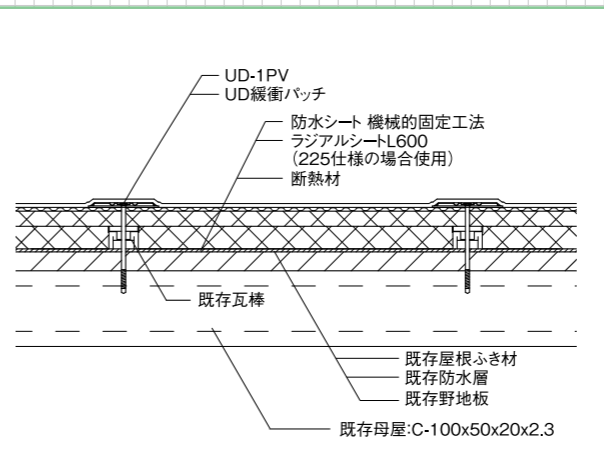 UD-1PV
UD緩衝パッチ
防水シート 機械的固定工法
ラジアルシートL600
（225仕様の場合使用）
断熱材
既存瓦棒
既存屋根ふき材
既存防水層
既存野地板
既存母屋:C-100x50x20x2.3